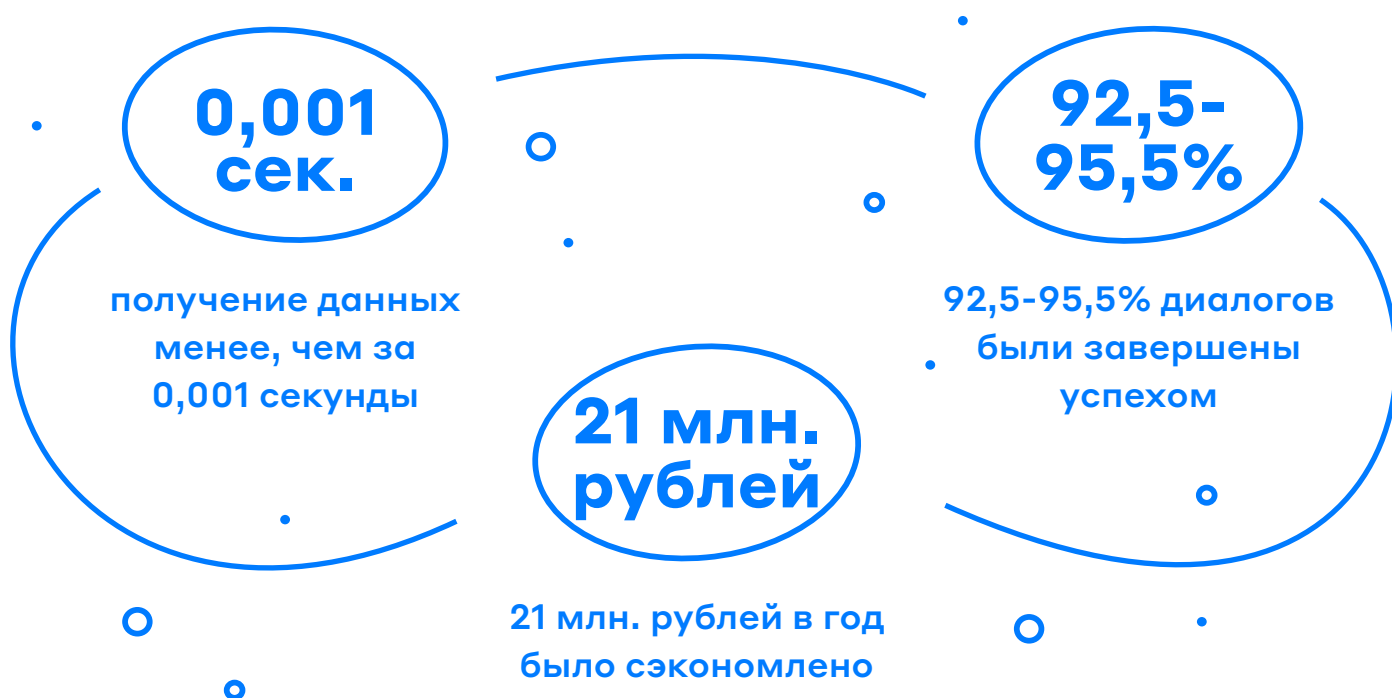 0,001
сек.
получение данных
менее, чем за
0,001 секунды
92,5-
95,5%
92,5-95,5% диалогов
были завершены
успехом
21 млн.
рублей
21 млн. рублей в год
было сэкономлено